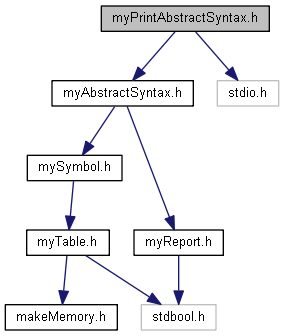 myPrintAbstractSyntax.h
myAbstractSyntax.h
stdio.h
mySymbol.h
myTable.h
myReport.h
makeMemory.h
stdbool.h